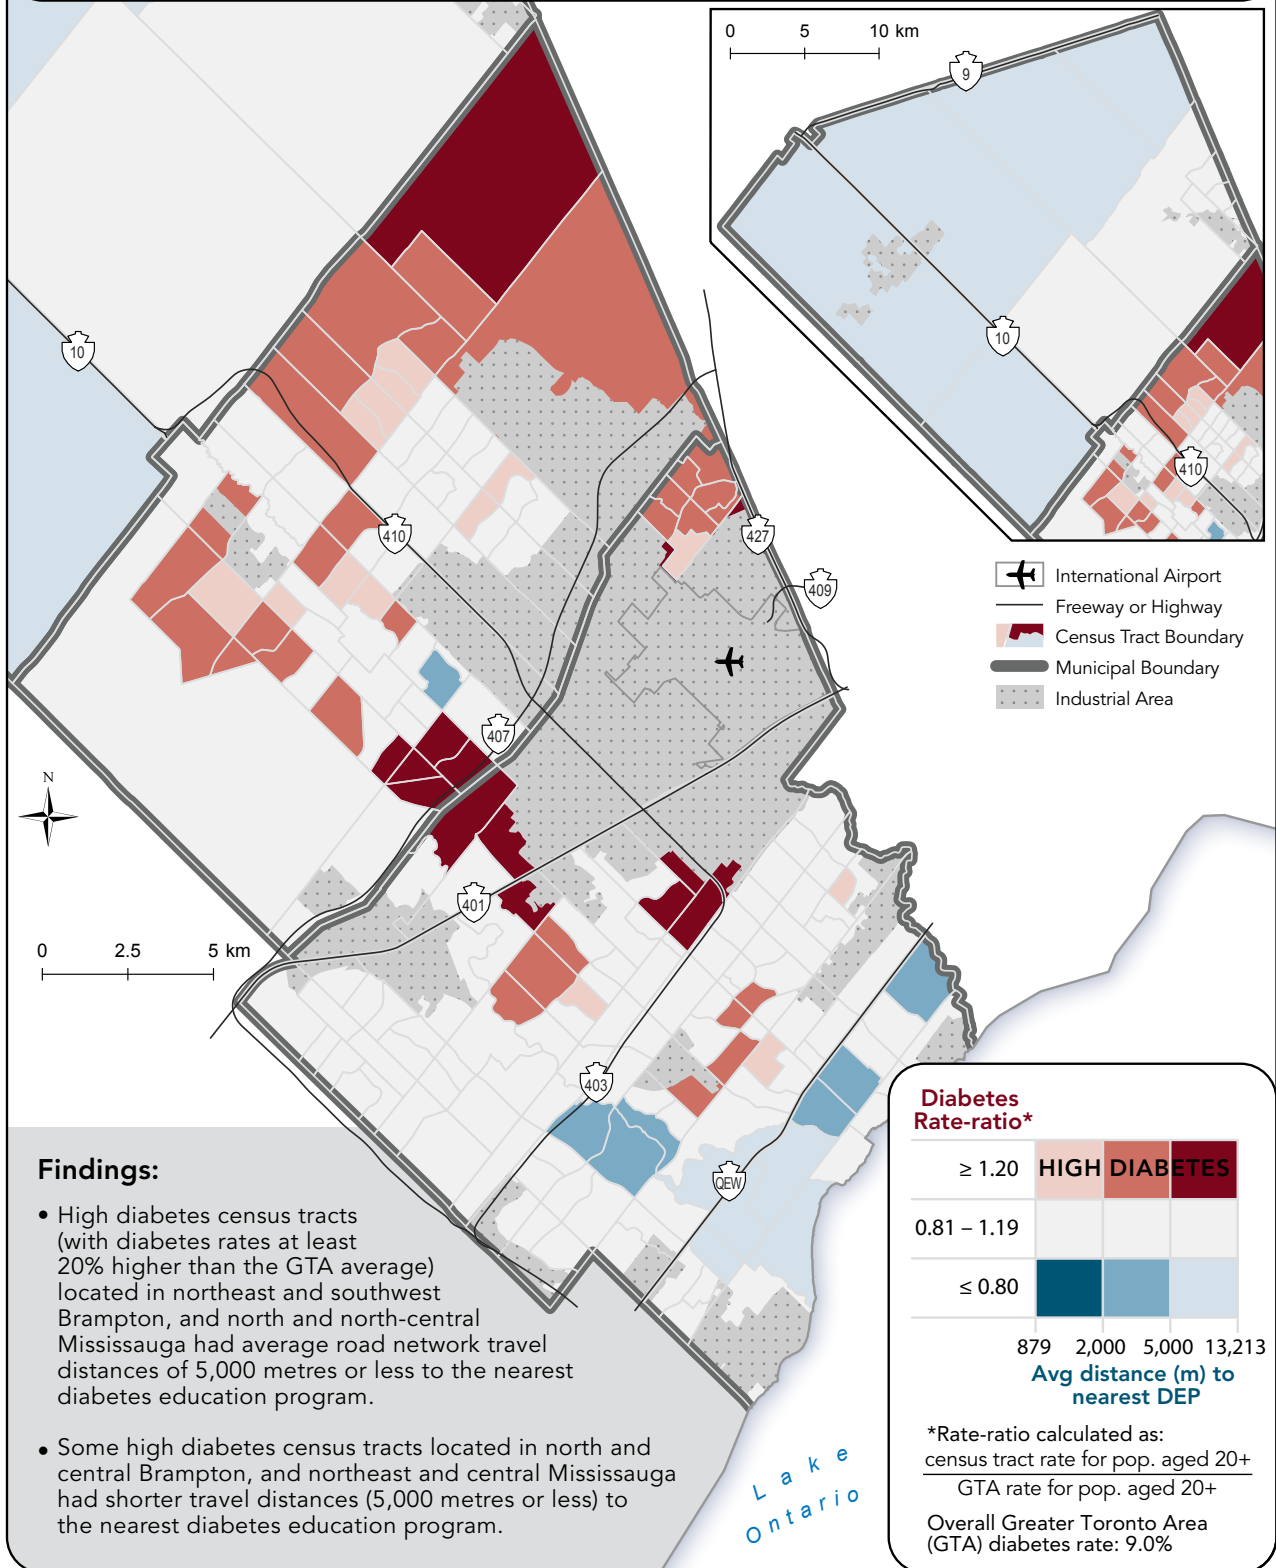 0 5 10 km
9
10
410
10
410
427
409
407
401
403
QEW
International Airport
Freeway or Highway
Census Tract Boundary
Municipal Boundary
Industrial Area
N
0 2.5 5 km
Findings:
• High diabetes census tracts
(with diabetes rates at least
20% higher than the GTA average)
located in northeast and southwest
Brampton, and north and north-central
Mississauga had average road network travel
distances of 5,000 metres or less to the nearest
diabetes education program.
• Some high diabetes census tracts located in north and
central Brampton, and northeast and central Mississauga
had shorter travel distances (5,000 metres or less) to
the nearest diabetes education program.
Lake
Ontario
Diabetes
Rate-ratio*
≥ 1.20 HIGH DIABETES
0.81 – 1.19
≤ 0.80
879 2,000 5,000 13,213
Avg distance (m) to
nearest DEP
*Rate-ratio calculated as:
census tract rate for pop. aged 20+
GTA rate for pop. aged 20+
Overall Greater Toronto Area
(GTA) diabetes rate: 9.0%